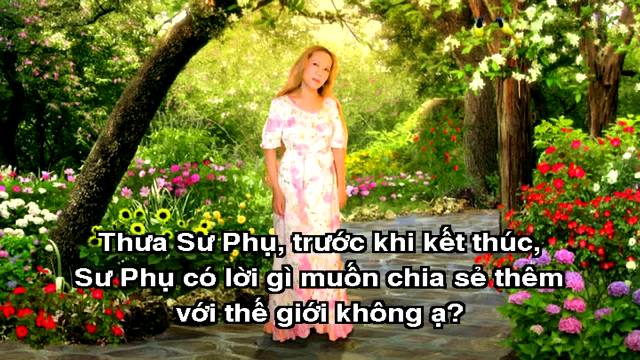 Thưa Sư Phụ, trước khi kết thúc,
Sư Phụ có lời gì muốn chia sẻ thêm
với thế giới không ạ?